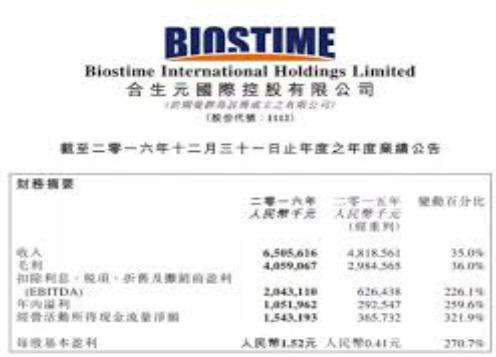 BIOSTIME
Biostime International Holdings Limited
合生元國際控股有限公司
(於開曼群島註冊成立之有限公司)
(股份代號：1112)
截至二零一六年十二月三十一日止年度之年度業績公告
財務摘要
二零一六年 二零一五年 變動百分比
人民幣千元 人民幣千元
(經重列)
收入 6,505,616 4,818,561 35.0%
毛利 4,059,067 2,984,565 36.0%
扣除利息、稅項、折舊及攤銷前盈利
(EBITDA) 2,043,110 626,438 226.1%
年內溢利 1,051,962 292,547 259.6%
經營活動所得現金流量淨額 1,543,193 365,732 321.9%
每股基本盈利 人民幣1.52元 人民幣0.41元 270.7%